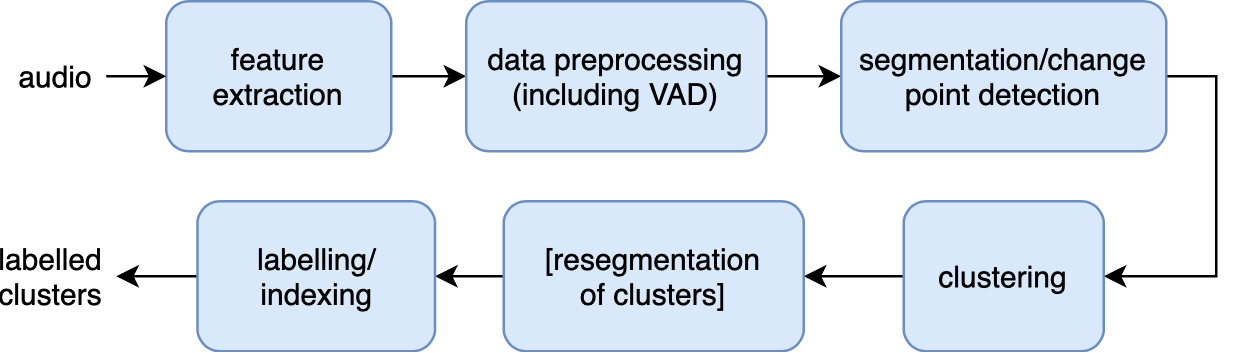 audio
feature
extraction
data preprocessing
(including VAD)
segmentation/change
point detection
clustering
[resegmentation
of clusters]
labelling/
indexing
labelled
clusters